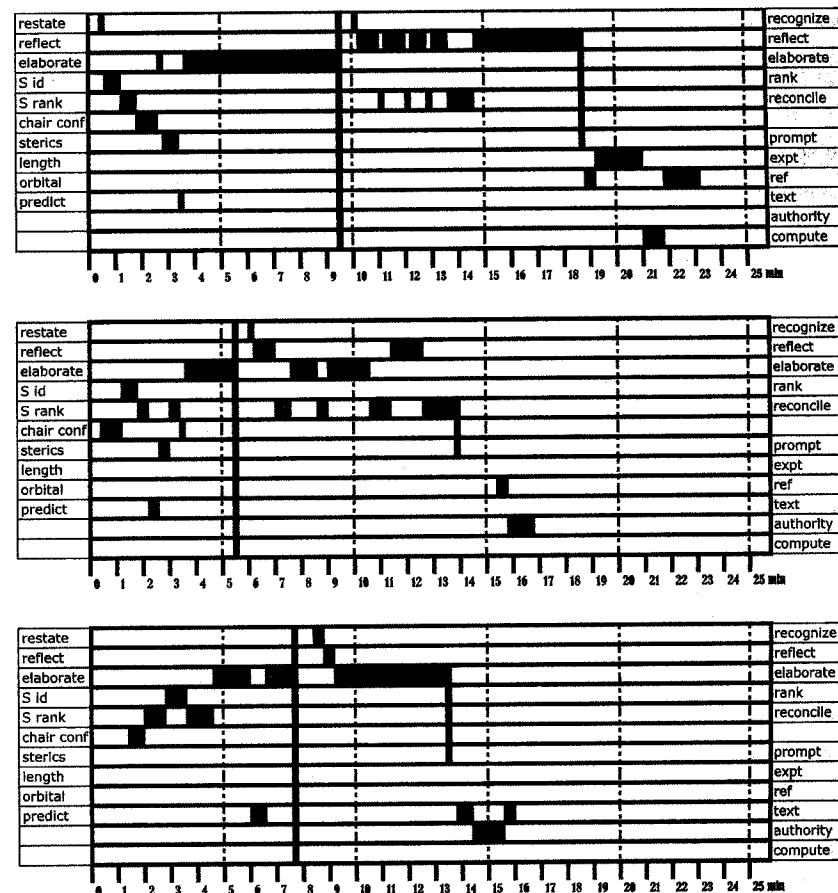 restate recognize
reflect reflect
elaborate elaborate
S id rank
S rank reconcile
chair conf
sterics prompt
length expt
orbital ref
predict text
authority
compute
0 1 2 3 4 5 6 7 8 9 10 11 12 13 14 15 16 17 18 19 20 21 22 23 24 25 min
restate recognize
reflect reflect
elaborate elaborate
S id rank
S rank reconcile
chair conf
sterics prompt
length expt
orbital ref
predict text
authority
compute
0 1 2 3 4 5 6 7 8 9 10 11 12 13 14 15 16 17 18 19 20 21 22 23 24 25 min
restate recognize
reflect reflect
elaborate elaborate
S id rank
S rank reconcile
chair conf
sterics prompt
length expt
orbital ref
predict text
authority
compute
0 1 2 3 4 5 6 7 8 9 10 11 12 13 14 15 16 17 18 19 20 21 22 23 24 25 min